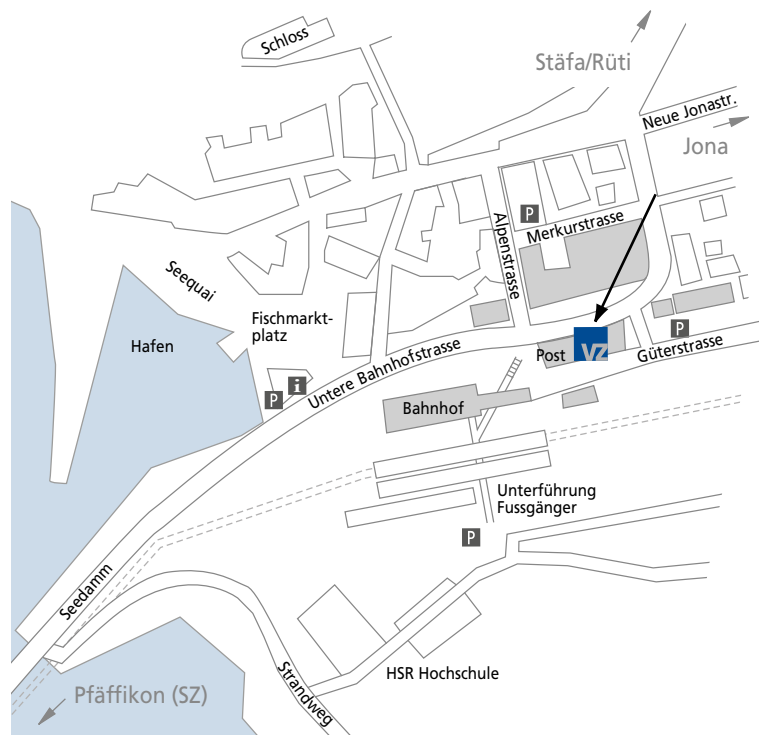 Schloss
Stäfa/Rüti
Neue Jonastr.
Jona
P
Merkurstrasse
Alpenstrasse
Seequai
Fischmarkt-
platz
Hafen
Untere Bahnhofstrasse
Post
VZ
P
Güterstrasse
i
P
Bahnhof
Unterführung
Fussgänger
P
Seedamm
HSR Hochschule
Strandweg
Pfäffikon (SZ)